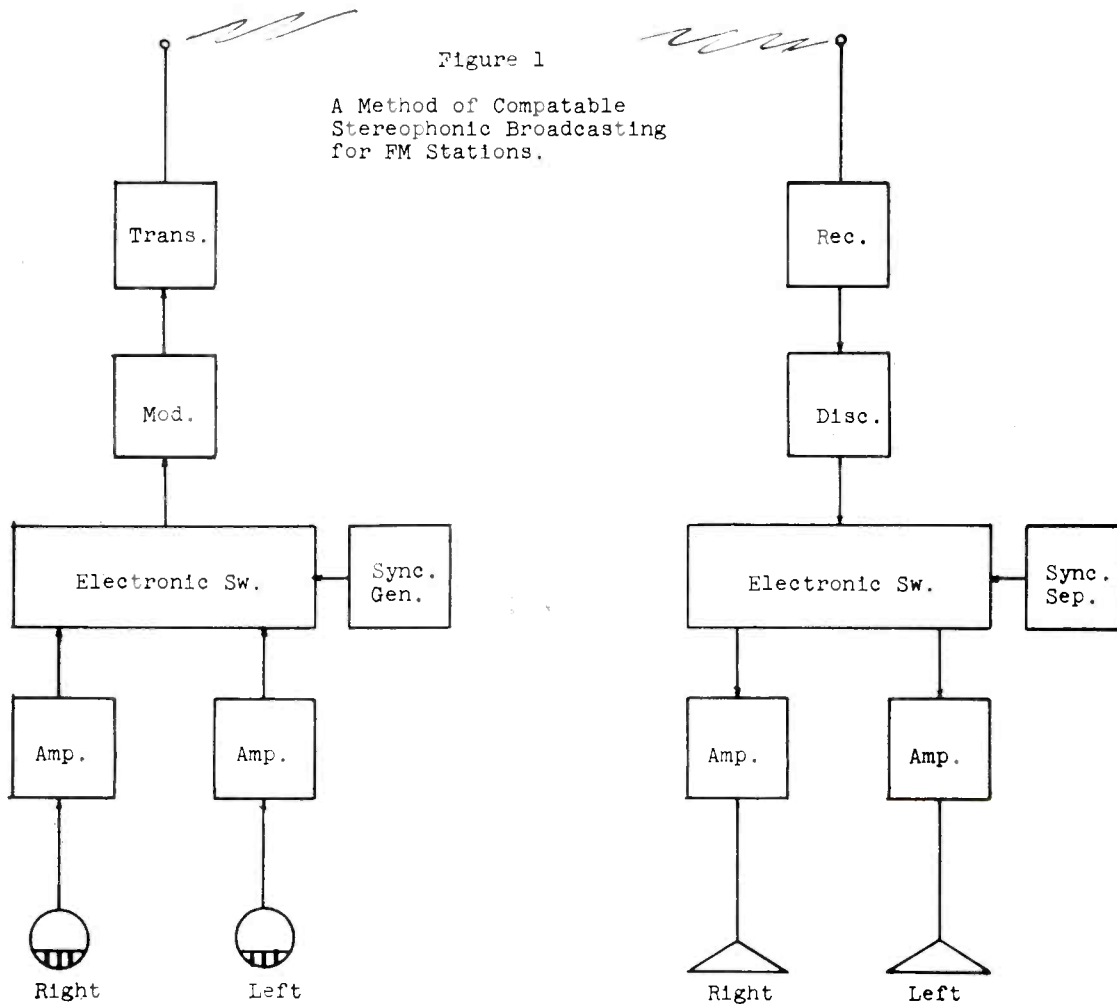 Figure 1
A Method of Compatable
Stereophonic Broadcasting
for FM Stations.
Trans.
Rec.
Mod.
Disc.
Electronic Sw.
Sync.
Gen.
Electronic Sw.
Sync.
Sep.
Amp.
Amp.
Amp.
Amp.
Right
Left
Right
Left